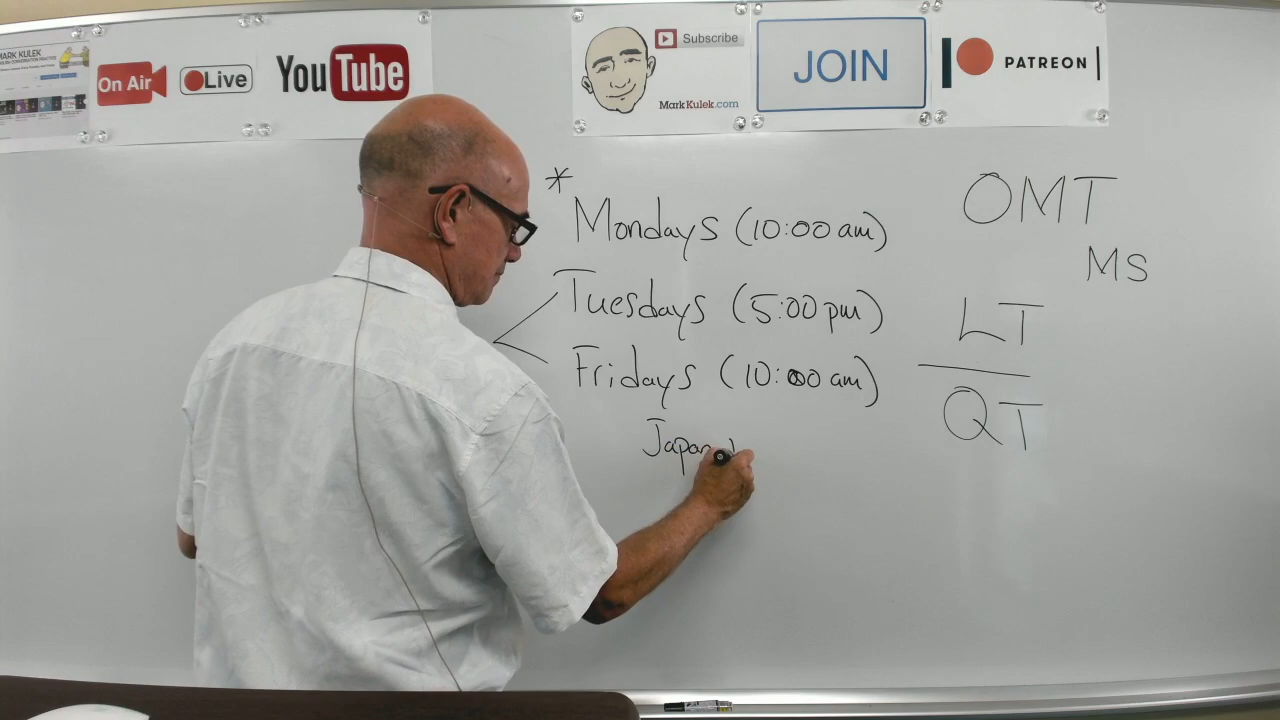 MARK KULEK
On Air
Live
YouTube
Subscribe
MarkKulek.com
JOIN
PATREON
* Mondays (10:00 am)
OMT
MS
Tuesdays (5:00 pm)
LT
Fridays (10:00 am)
QT
Japan